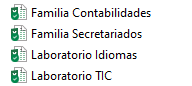 Familia Contabilidades
Familia Secretariados
Laboratorio Idiomas
Laboratorio TIC